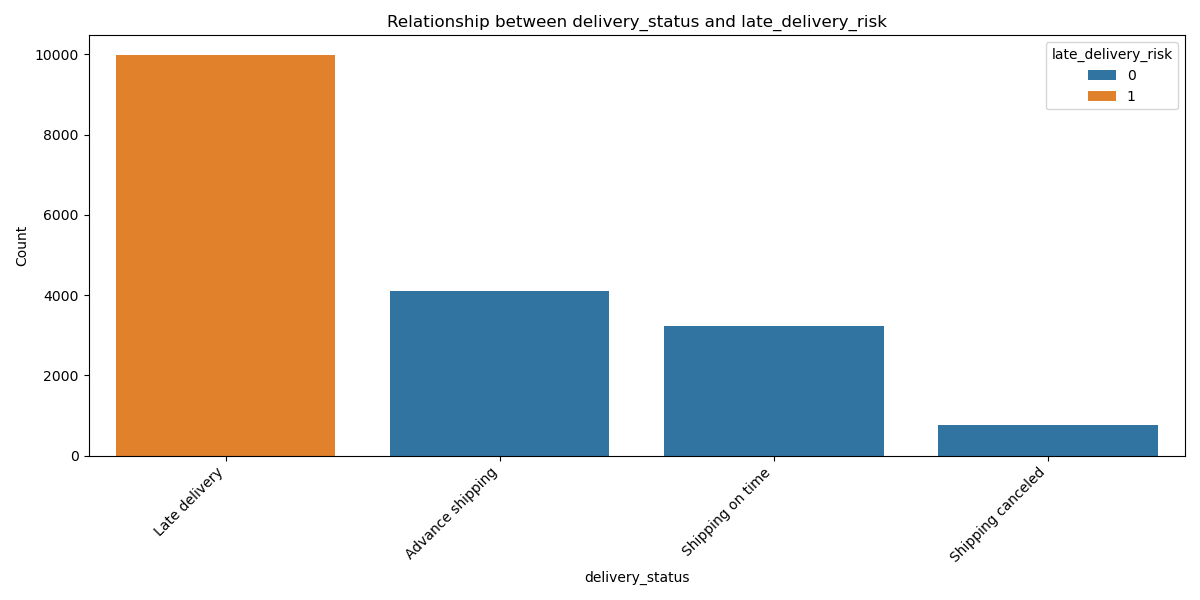 Relationship between delivery_status and late_delivery_risk
late_delivery_risk
0
1
10000
8000
6000
4000
2000
0
Count
Late delivery
Advance shipping
Shipping on time
Shipping canceled
delivery_status